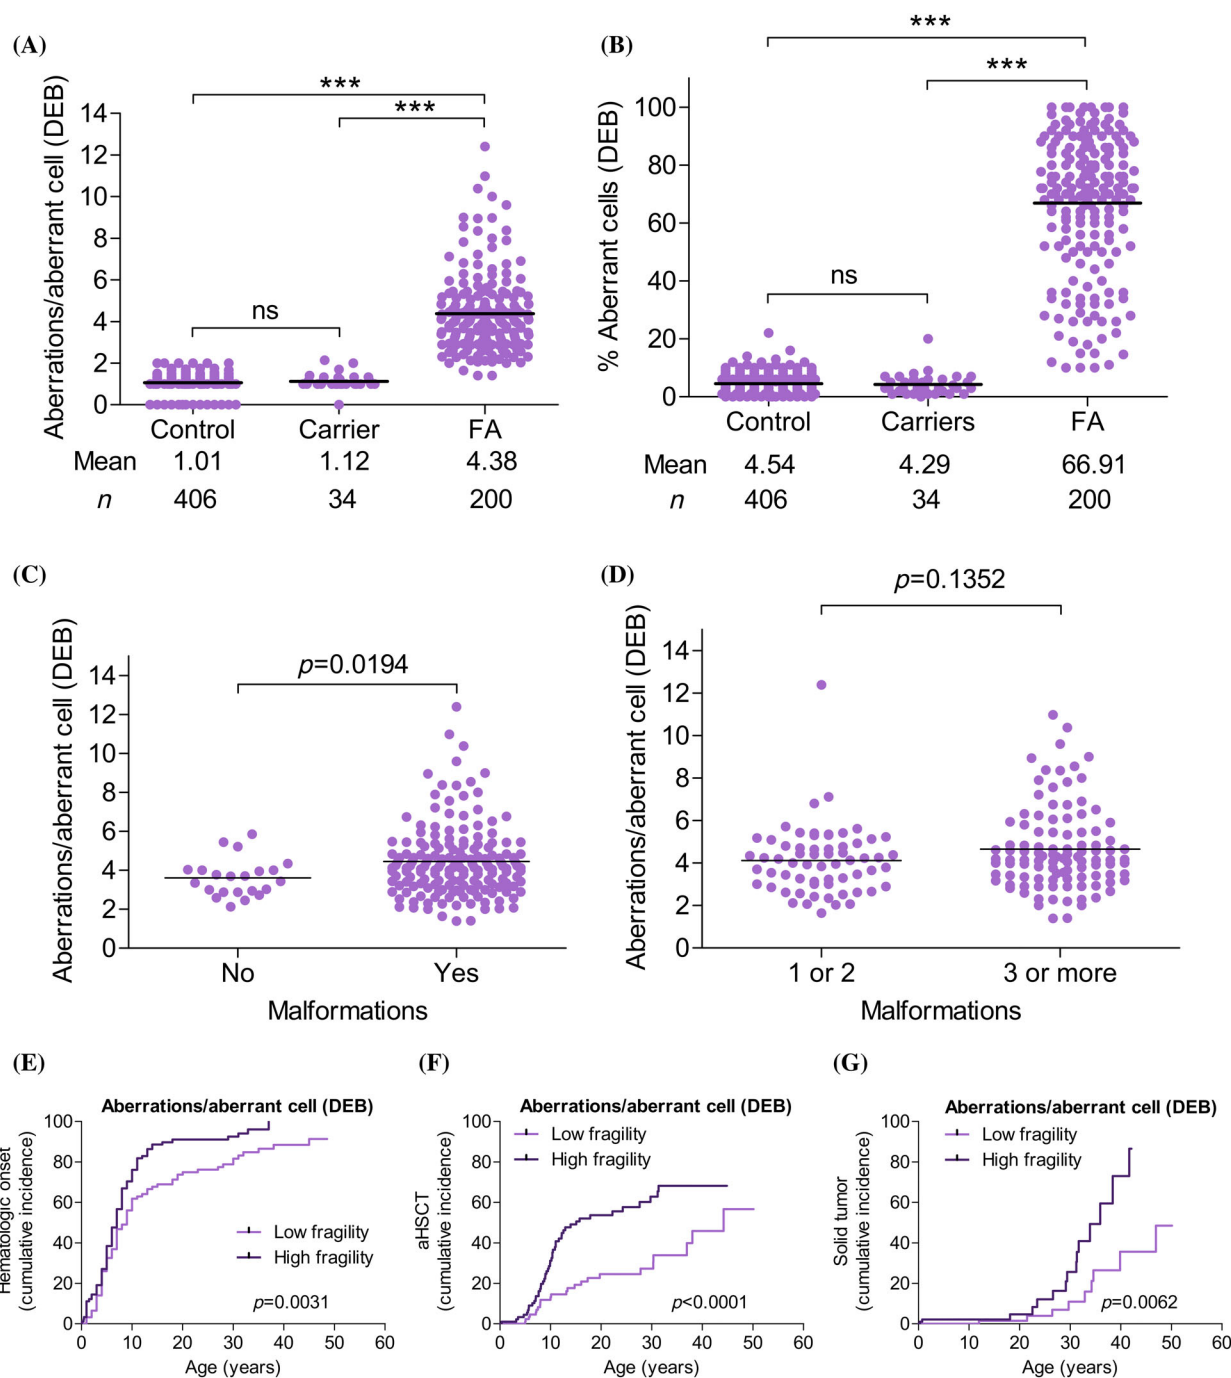 (A)
Aberrations/aberrant cell (DEB)
14
12
10
8
6
4
2
0
***
***
ns
Control Carrier FA
Mean 1.01 1.12 4.38
n 406 34 200
(B)
% Aberrant cells (DEB)
100
80
60
40
20
0
***
***
ns
Control Carriers FA
Mean 4.54 4.29 66.91
n 406 34 200
(C)
Aberrations/aberrant cell (DEB)
14
12
10
8
6
4
2
0
p=0.0194
No Yes
Malformations
(D)
Aberrations/aberrant cell (DEB)
14
12
10
8
6
4
2
0
p=0.1352
1 or 2 3 or more
Malformations
(E)
Aberrations/aberrant cell (DEB)
Hematologic onset
(cumulative incidence)
100
80
60
40
20
0
Low fragility
High fragility
p=0.0031
0 10 20 30 40 50 60
Age (years)
(F)
Aberrations/aberrant cell (DEB)
aHSCT
(cumulative incidence)
100
80
60
40
20
0
Low fragility
High fragility
p<0.0001
0 10 20 30 40 50 60
Age (years)
(G)
Aberrations/aberrant cell (DEB)
Solid tumor
(cumulative incidence)
100
80
60
40
20
0
Low fragility
High fragility
p=0.0062
0 10 20 30 40 50 60
Age (years)